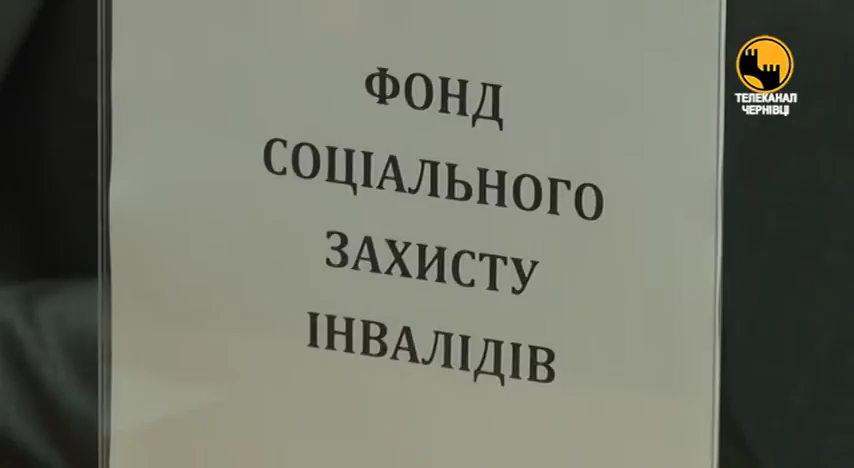 ФОНД
СОЦІАЛЬНОГО
ЗАХИСТУ
ІНВАЛІДІВ
ТЕЛЕКАНАЛ
ЧЕРНІВЦІ